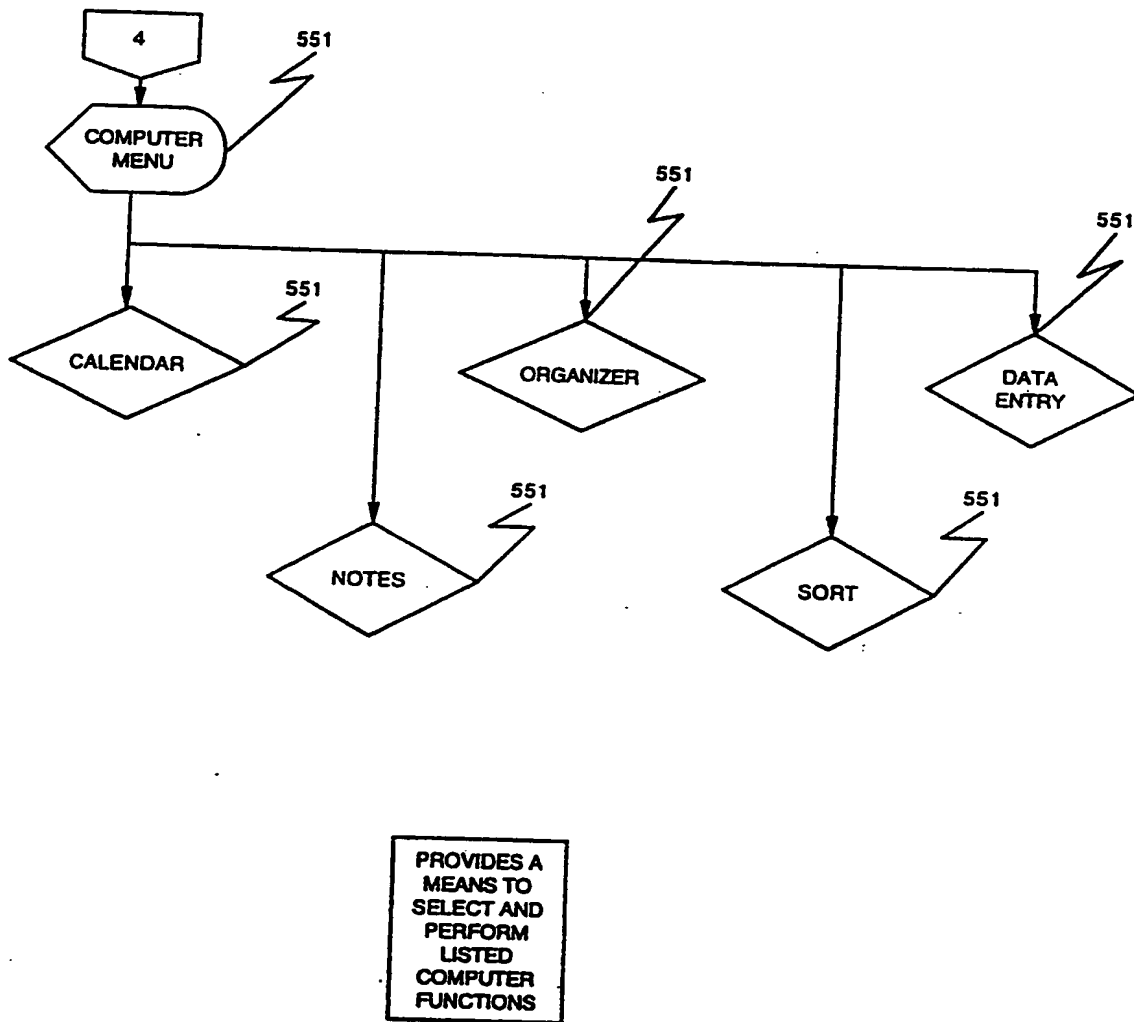 4
551
COMPUTER
MENU
551
551
551
CALENDAR
ORGANIZER
DATA
ENTRY
551
551
NOTES
SORT
PROVIDES A
MEANS TO
SELECT AND
PERFORM
LISTED
COMPUTER
FUNCTIONS